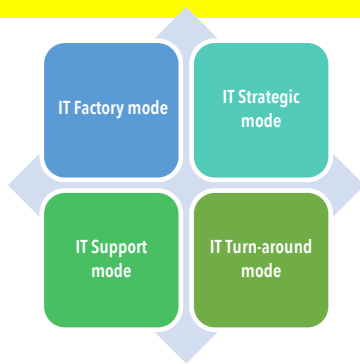 IT Factory mode
IT Strategic
mode
IT Support
mode
IT Turn-around
mode